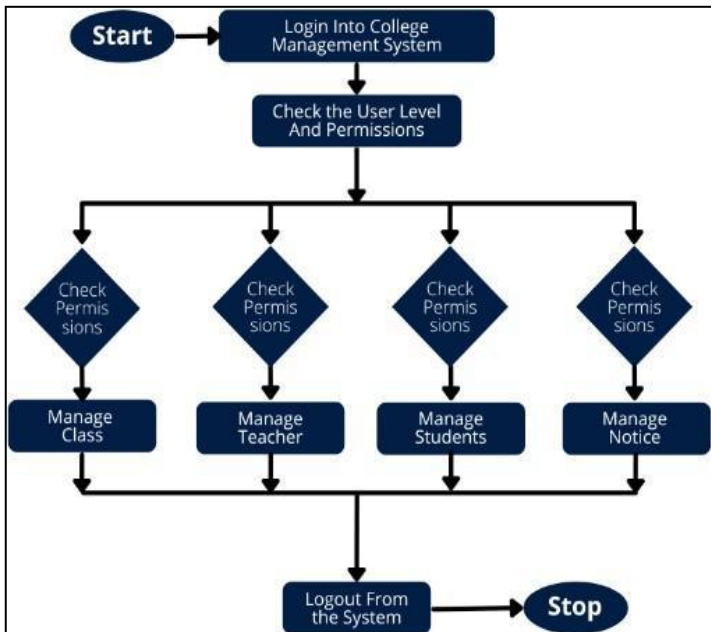 Start
Login Into College
Management System
Check the User Level
And Permissions
Check
Permis
sions
Check
Permis
sions
Check
Permis
sions
Check
Permis
sions
Manage
Class
Manage
Teacher
Manage
Students
Manage
Notice
Logout From
the System
Stop